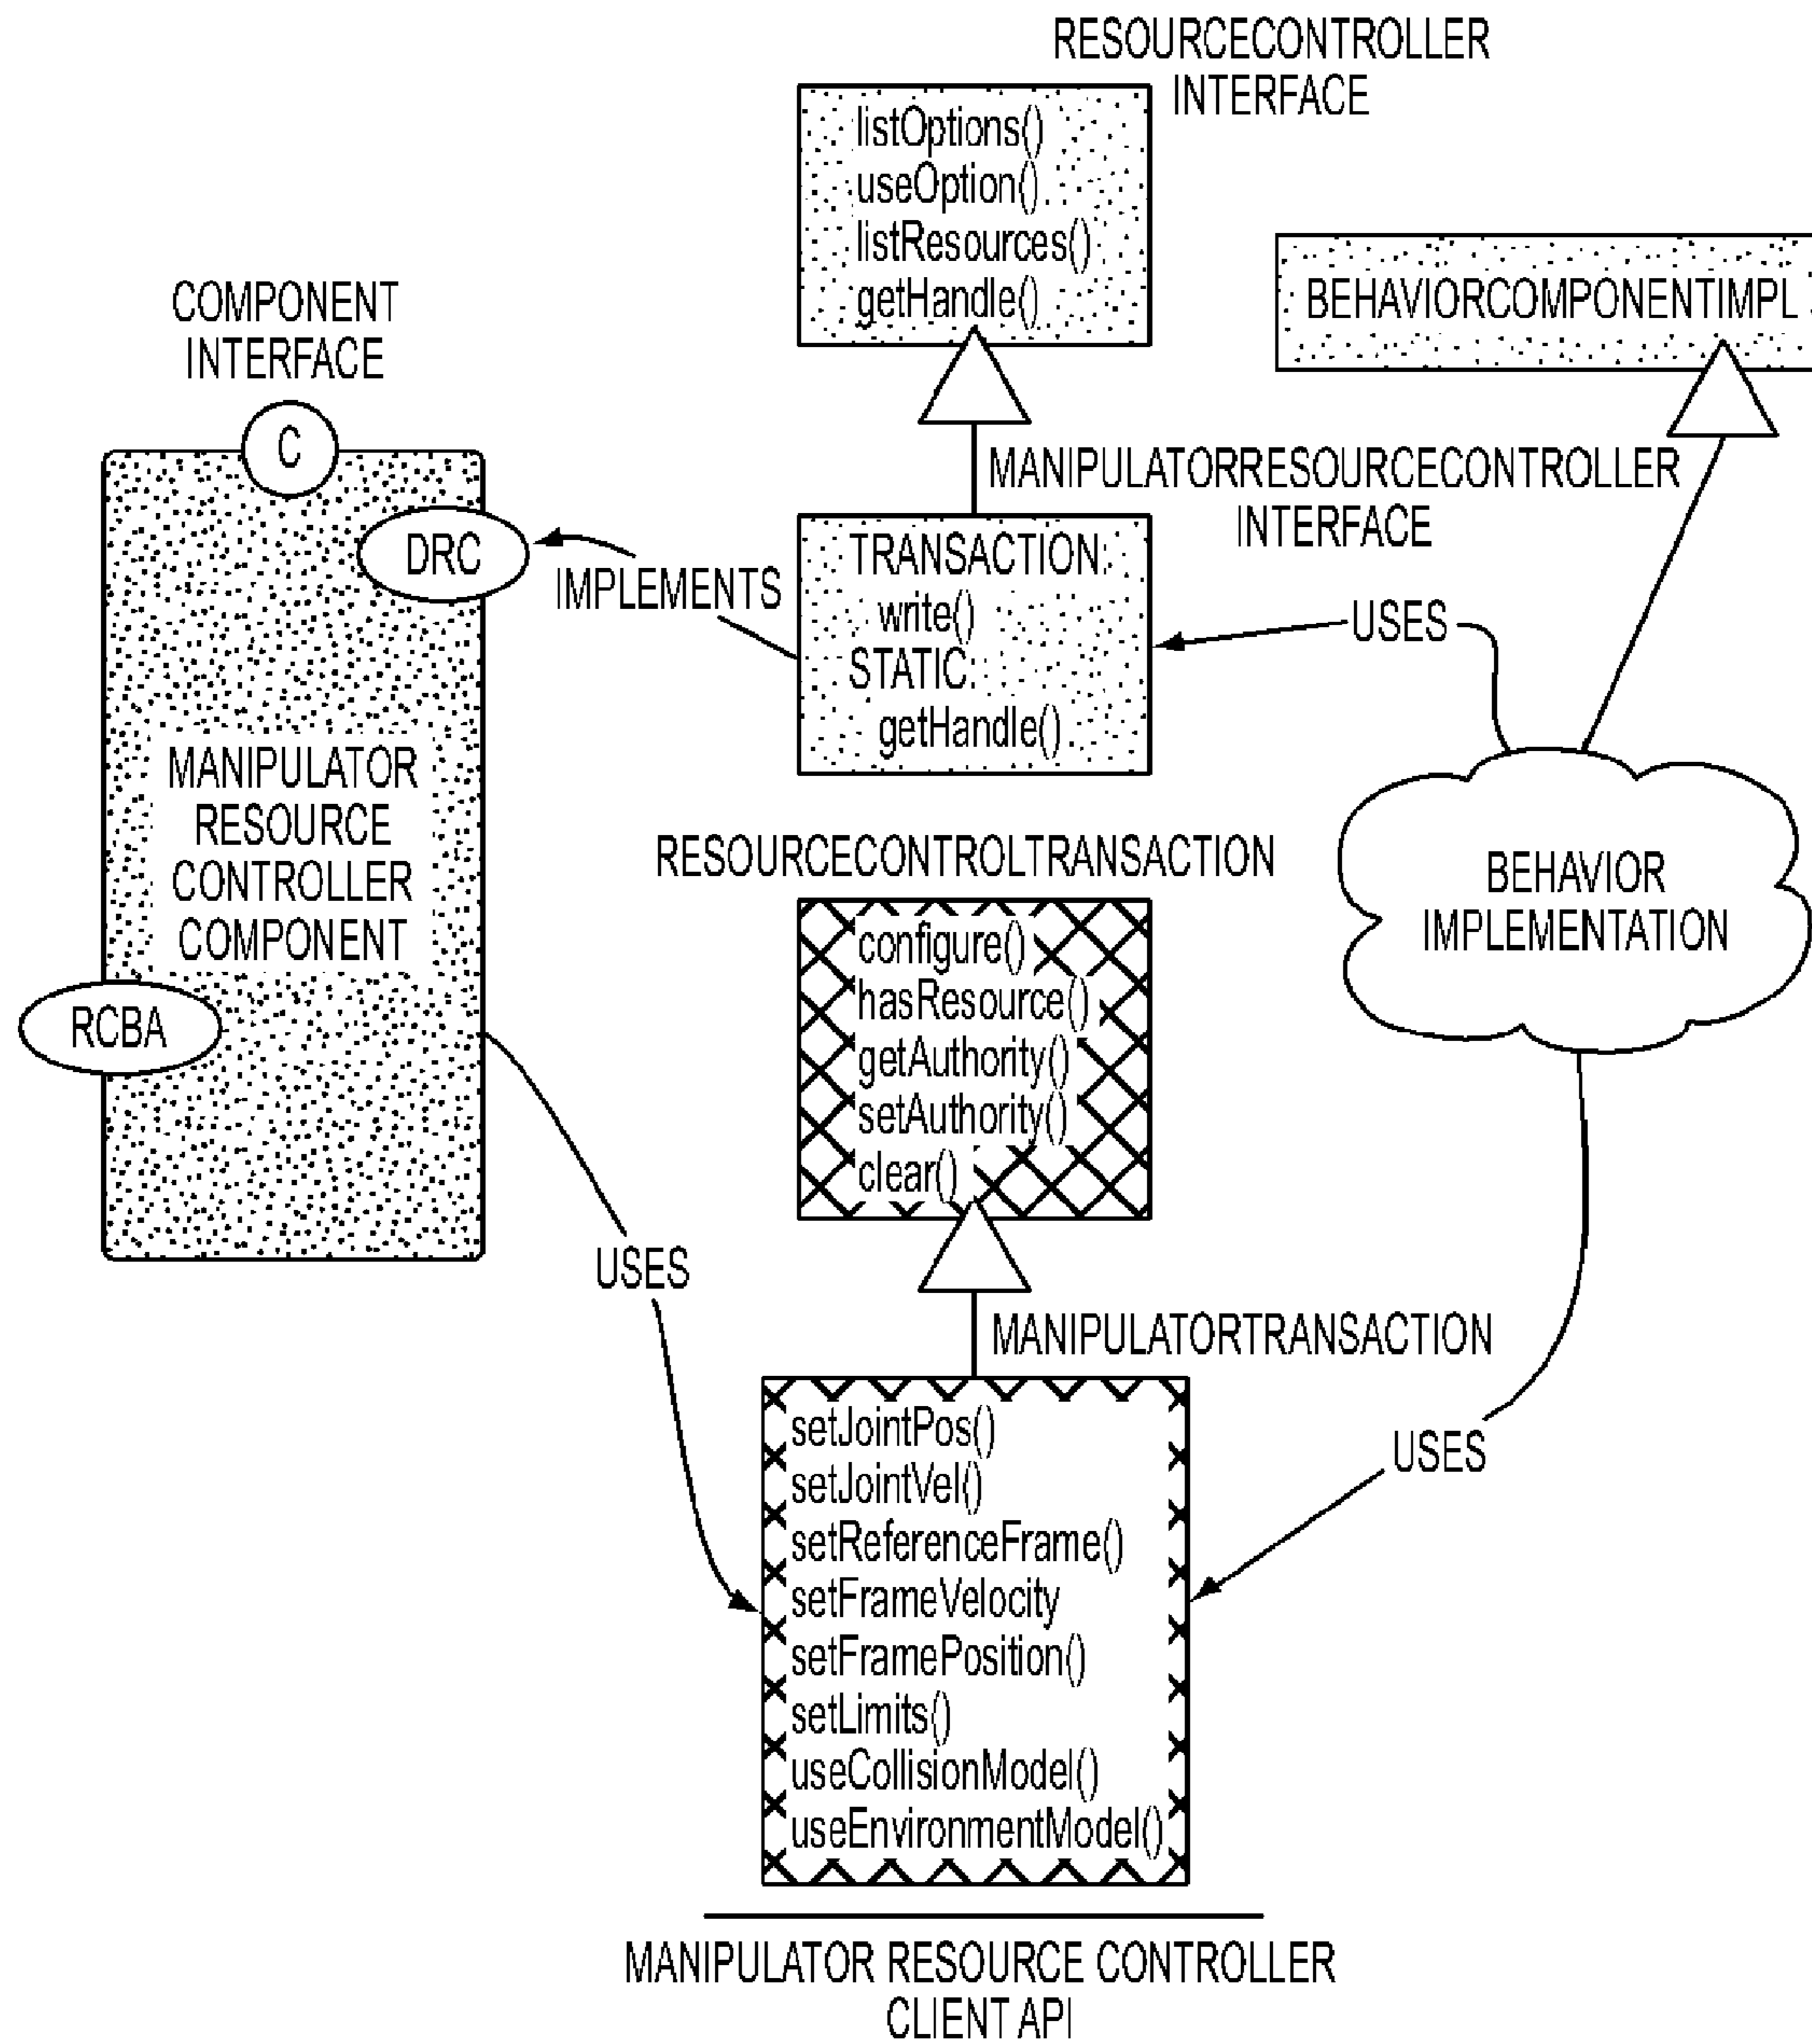 RESOURCECONTROLLER
INTERFACE
listOptions()
useOption()
listResources()
getHandle()
BEHAVIORCOMPONENTIMPL
COMPONENT
INTERFACE
C
DRC
MANIPULATOR
RESOURCE
CONTROLLER
COMPONENT
RCBA
IMPLEMENTS
MANIPULATORRESOURCECONTROLLER
INTERFACE
TRANSACTION:
write()
STATIC:
getHandle()
USES
BEHAVIOR
IMPLEMENTATION
RESOURCECONTROLTRANSACTION
configure()
hasResource()
getAuthority()
setAuthority()
clear()
USES
MANIPULATORTRANSACTION
setJointPos()
setJointVel()
setReferenceFrame()
setFrameVelocity
setFramePosition()
setLimits()
useCollisionModel()
useEnvironmentModel()
USES
MANIPULATOR RESOURCE CONTROLLER
CLIENT API